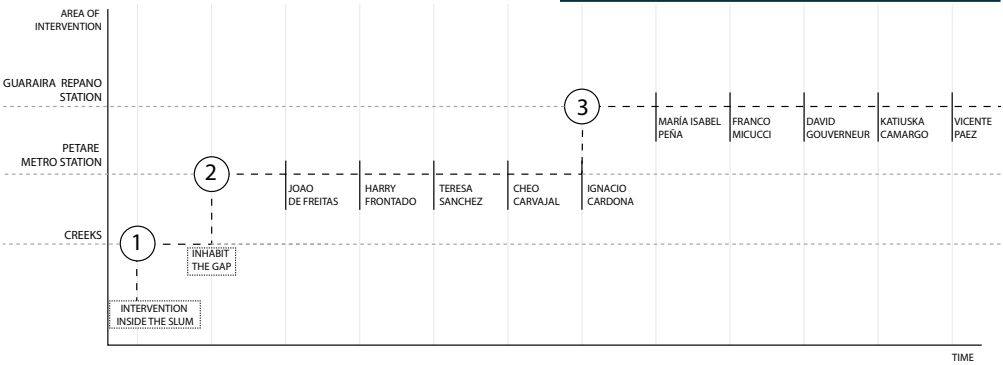 AREA OF
INTERVENTION
GUARAIRA REPANO
STATION
3
MARÍA ISABEL
PEÑA
FRANCO
MICUCCI
DAVID
GOUVERNEUR
KATIUSKA
CAMARGO
VICENTE
PAEZ
PETARE
METRO STATION
2
JOAO
DE FREITAS
HARRY
FRONTADO
TERESA
SANCHEZ
CHEO
CARVAJAL
IGNACIO
CARDONA
CREEKS
1
INHABIT
THE GAP
INTERVENTION
INSIDE THE SLUM
TIME